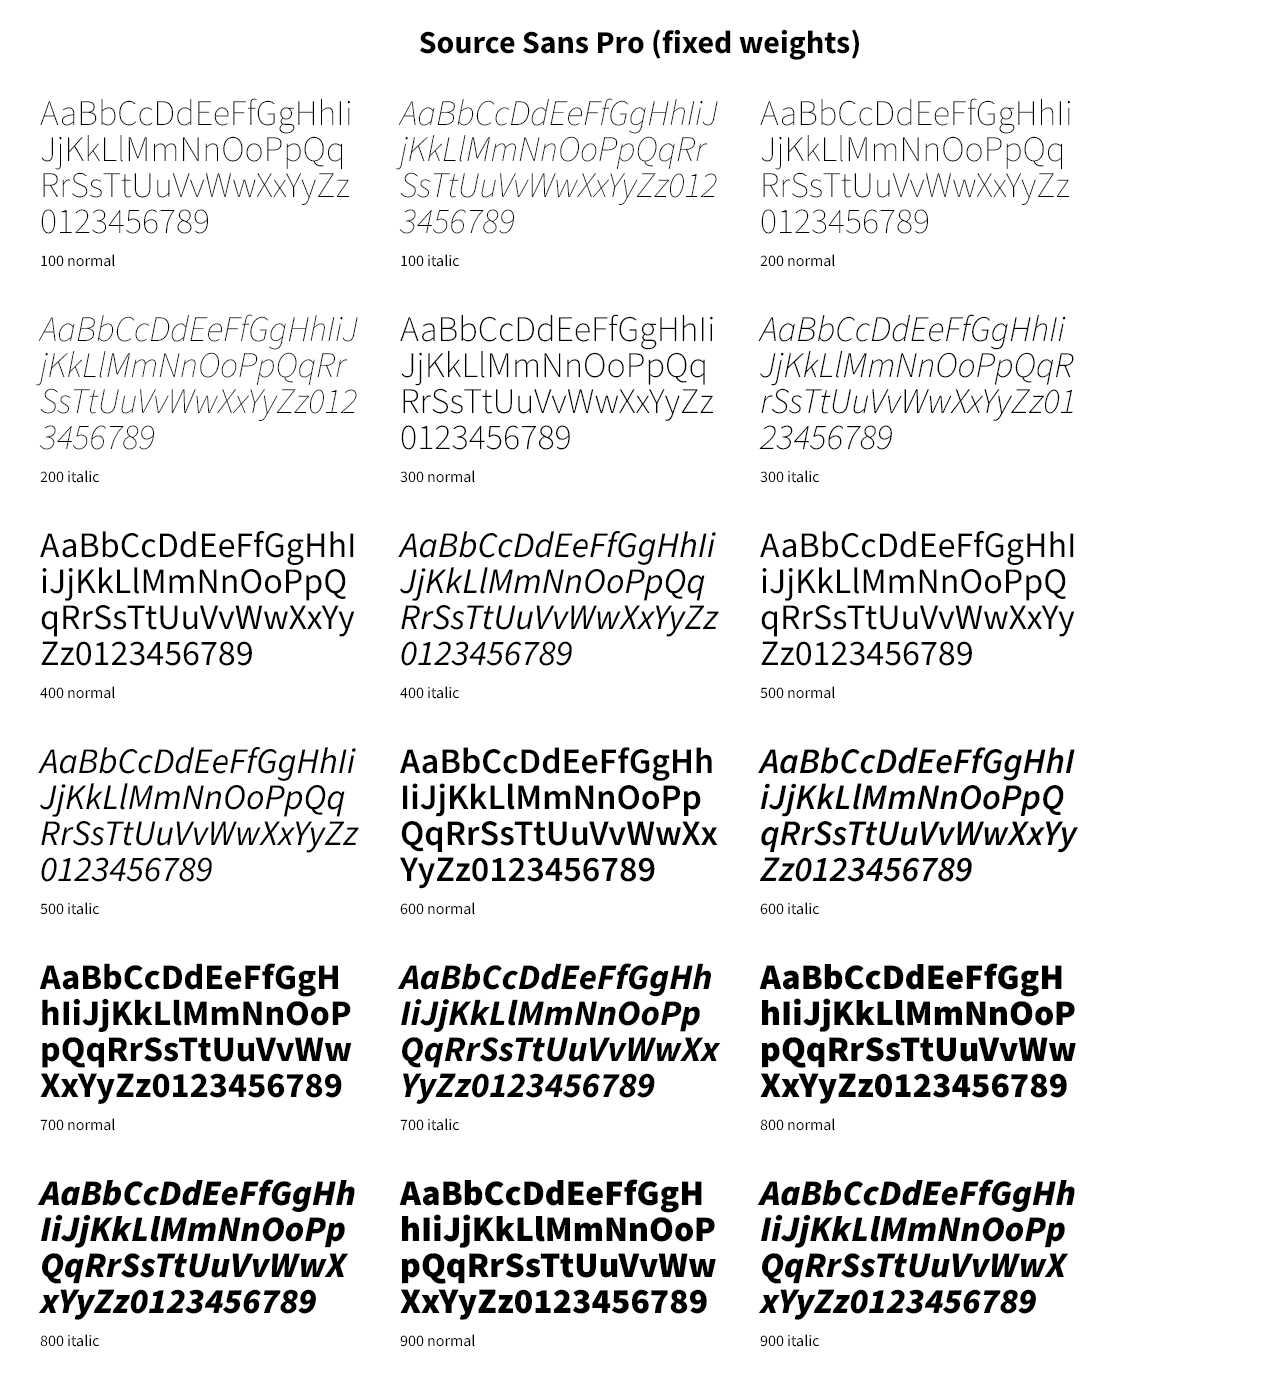 Source Sans Pro (fixed weights)
AaBbCcDdEeFfGgHhIi
JjKkLlMmNnOoPpQq
RrSsTtUuVvWwXxYyZz
0123456789
100 normal
AaBbCcDdEeFfGgHhIiJ
jKkLlMmNnOoPpQqRr
SsTtUuVvWwXxYyZz012
3456789
100 italic
AaBbCcDdEeFfGgHhIi
JjKkLlMmNnOoPpQq
RrSsTtUuVvWwXxYyZz
0123456789
200 normal
AaBbCcDdEeFfGgHhIiJ
jKkLlMmNnOoPpQqRr
SsTtUuVvWwXxYyZz012
3456789
200 italic
AaBbCcDdEeFfGgHhIi
JjKkLlMmNnOoPpQq
RrSsTtUuVvWwXxYyZz
0123456789
300 normal
AaBbCcDdEeFfGgHhIi
JjKkLlMmNnOoPpQqR
rSsTtUuVvWwXxYyZz01
23456789
300 italic
AaBbCcDdEeFfGgHhI
iJjKkLlMmNnOoPpQ
qRrSsTtUuVvWwXxYy
Zz0123456789
400 normal
AaBbCcDdEeFfGgHhIi
JjKkLlMmNnOoPpQq
RrSsTtUuVvWwXxYyZz
0123456789
400 italic
AaBbCcDdEeFfGgHhI
iJjKkLlMmNnOoPpQ
qRrSsTtUuVvWwXxYy
Zz0123456789
500 normal
AaBbCcDdEeFfGgHhIi
JjKkLlMmNnOoPpQq
RrSsTtUuVvWwXxYyZz
0123456789
500 italic
AaBbCcDdEeFfGgHh
IiJjKkLlMmNnOoPp
QqRrSsTtUuVvWwXx
YyZz0123456789
600 normal
AaBbCcDdEeFfGgHhI
iJjKkLlMmNnOoPpQ
qRrSsTtUuVvWwXxYy
Zz0123456789
600 italic
AaBbCcDdEeFfGgH
hIiJjKkLlMmNnOoP
pQqRrSsTtUuVvWw
XxYyZz0123456789
700 normal
AaBbCcDdEeFfGgHh
IiJjKkLlMmNnOoPp
QqRrSsTtUuVvWwXx
YyZz0123456789
700 italic
AaBbCcDdEeFfGgH
hIiJjKkLlMmNnOoP
pQqRrSsTtUuVvWw
XxYyZz0123456789
800 normal
AaBbCcDdEeFfGgHh
IiJjKkLlMmNnOoPp
QqRrSsTtUuVvWwX
xYyZz0123456789
800 italic
AaBbCcDdEeFfGgH
hIiJjKkLlMmNnOoP
pQqRrSsTtUuVvWw
XxYyZz0123456789
900 normal
AaBbCcDdEeFfGgHh
IiJjKkLlMmNnOoPp
QqRrSsTtUuVvWwX
xYyZz0123456789
900 italic